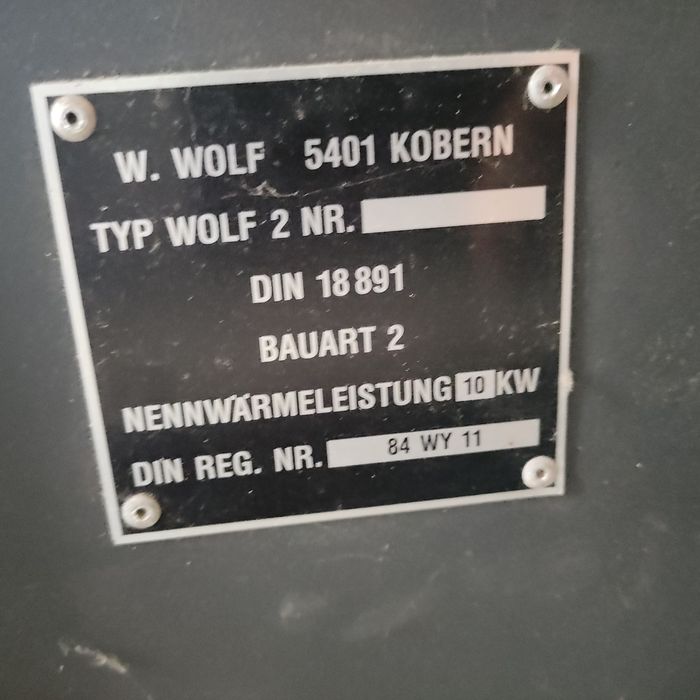 W. WOLF 5401 KOBERN
TYP WOLF 2 NR.
DIN 18891
BAUART 2
NENNWÄRMELEISTUNG 10 KW
DIN REG. NR. 84 WY 11